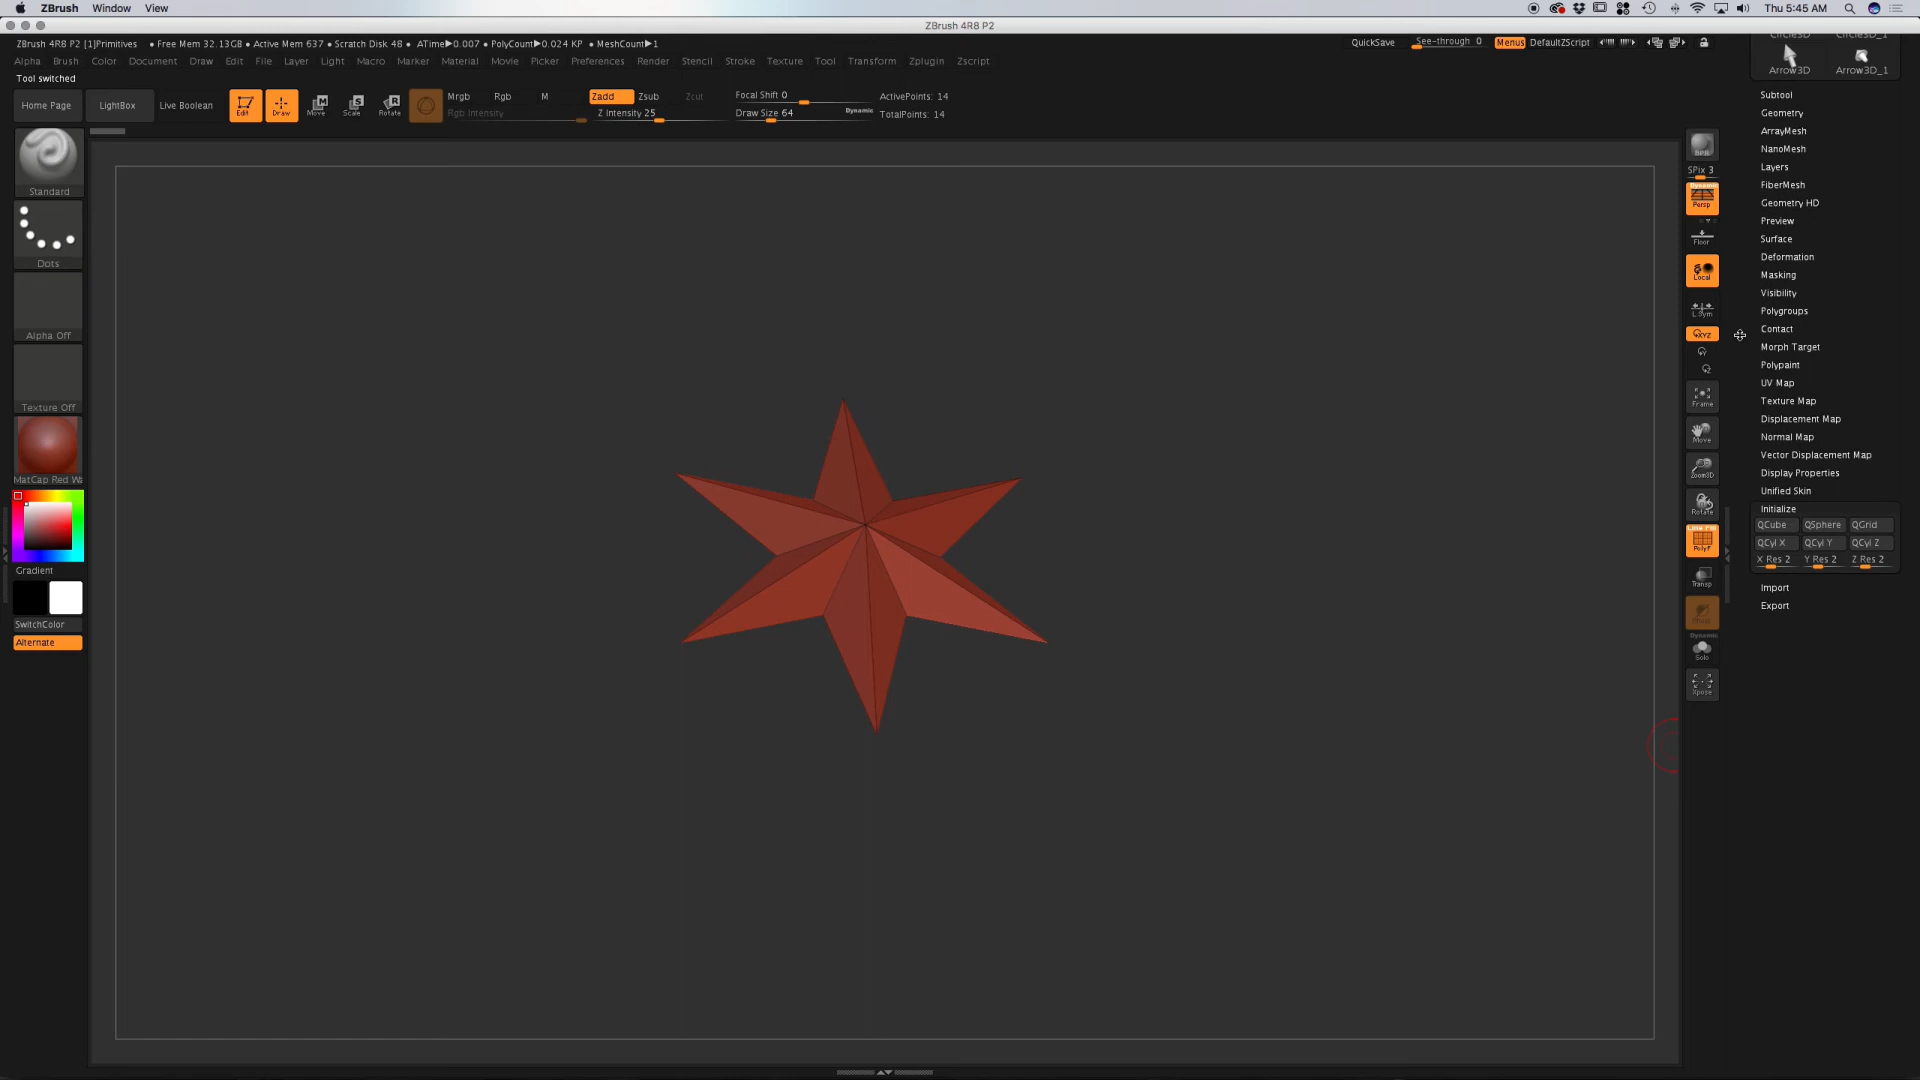 ZBrush Window View Thu 5:45 AM
ZBrush 4R8 P2
ZBrush 4R8 P2 [1]Primitives • Free Mem 32.13GB • Active Mem 637 • Scratch Disk 48 • ATime▶0.007 • PolyCount▶0.024 KP • MeshCount▶1 QuickSave See-through 0 Menus DefaultZScript
Alpha Brush Color Document Draw Edit File Layer Light Macro Marker Material Movie Picker Preferences Render Stencil Stroke Texture Tool Transform Zplugin Zscript
Tool switched
Home Page LightBox Live Boolean Edit Draw Move Scale Rotate
Mrgb Rgb M Zadd Zsub Zcut Focal Shift 0 ActivePoints: 14
Rgb Intensity Z Intensity 25 Draw Size 64 Dynamic TotalPoints: 14
Standard
Dots
Alpha Off
Texture Off
MatCap Red Wa
Gradient
SwitchColor
Alternate
BPR
SPix 3
Dynamic
Persp
Floor
Local
L.Sym
XYZ
Y
Z
Frame
Move
Zoom3D
Rotate
Line Fill
PolyF
Transp
Dynamic
Solo
Xpose
Circle3D Circle3D_1
Arrow3D Arrow3D_1
Subtool
Geometry
ArrayMesh
NanoMesh
Layers
FiberMesh
Geometry HD
Preview
Surface
Deformation
Masking
Visibility
Polygroups
Contact
Morph Target
Polypaint
UV Map
Texture Map
Displacement Map
Normal Map
Vector Displacement Map
Display Properties
Unified Skin
Initialize
QCube QSphere QGrid
QCyl X QCyl Y QCyl Z
X Res 2 Y Res 2 Z Res 2
Import
Export